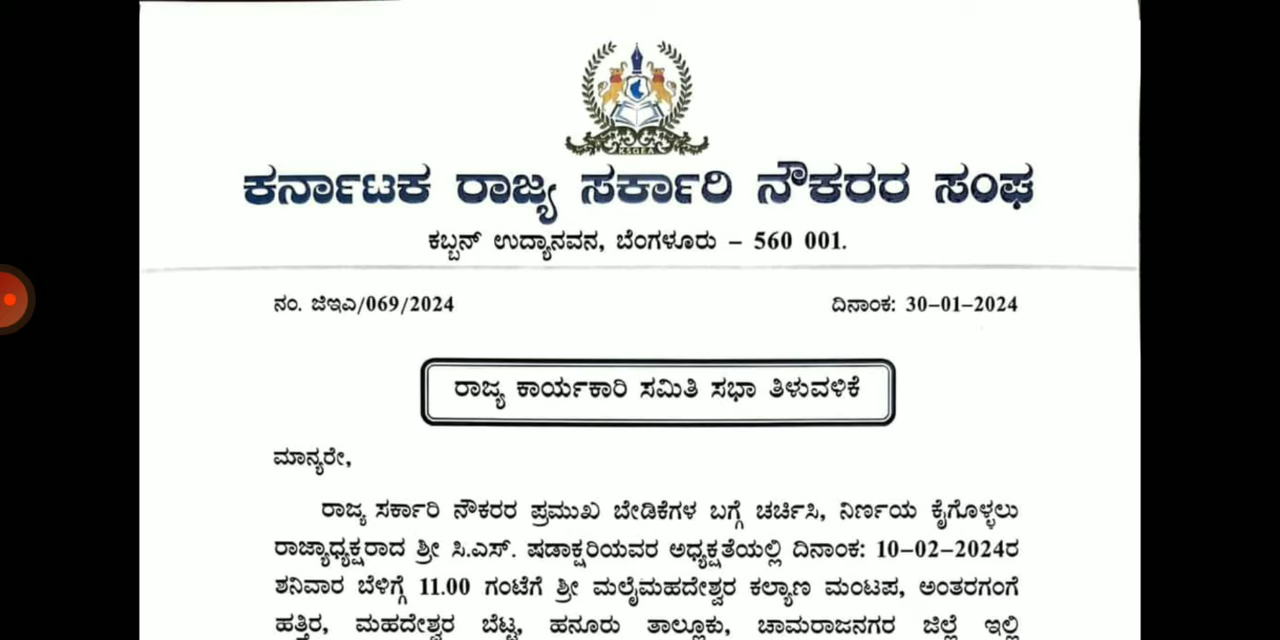 KSGEA
ಕರ್ನಾಟಕ ರಾಜ್ಯ ಸರ್ಕಾರಿ ನೌಕರರ ಸಂಘ
ಕಬ್ಬನ್ ಉದ್ಯಾನವನ, ಬೆಂಗಳೂರು – 560 001.
ನಂ. ಜಿಇಎ/069/2024 ದಿನಾಂಕ: 30–01–2024
ರಾಜ್ಯ ಕಾರ್ಯಕಾರಿ ಸಮಿತಿ ಸಭಾ ತಿಳುವಳಿಕೆ
ಮಾನ್ಯರೇ,
ರಾಜ್ಯ ಸರ್ಕಾರಿ ನೌಕರರ ಪ್ರಮುಖ ಬೇಡಿಕೆಗಳ ಬಗ್ಗೆ ಚರ್ಚಿಸಿ, ನಿರ್ಣಯ ಕೈಗೊಳ್ಳಲು
ರಾಜ್ಯಾಧ್ಯಕ್ಷರಾದ ಶ್ರೀ ಸಿ.ಎಸ್. ಷಡಾಕ್ಷರಿಯವರ ಅಧ್ಯಕ್ಷತೆಯಲ್ಲಿ ದಿನಾಂಕ: 10–02–2024ರ
ಶನಿವಾರ ಬೆಳಿಗ್ಗೆ 11.00 ಗಂಟೆಗೆ ಶ್ರೀ ಮಲೈಮಹದೇಶ್ವರ ಕಲ್ಯಾಣ ಮಂಟಪ, ಅಂತರಗಂಗೆ
ಹತ್ತಿರ, ಮಹದೇಶ್ವರ ಬೆಟ್ಟ, ಹನೂರು ತಾಲ್ಲೂಕು, ಚಾಮರಾಜನಗರ ಜಿಲ್ಲೆ ಇಲ್ಲಿ